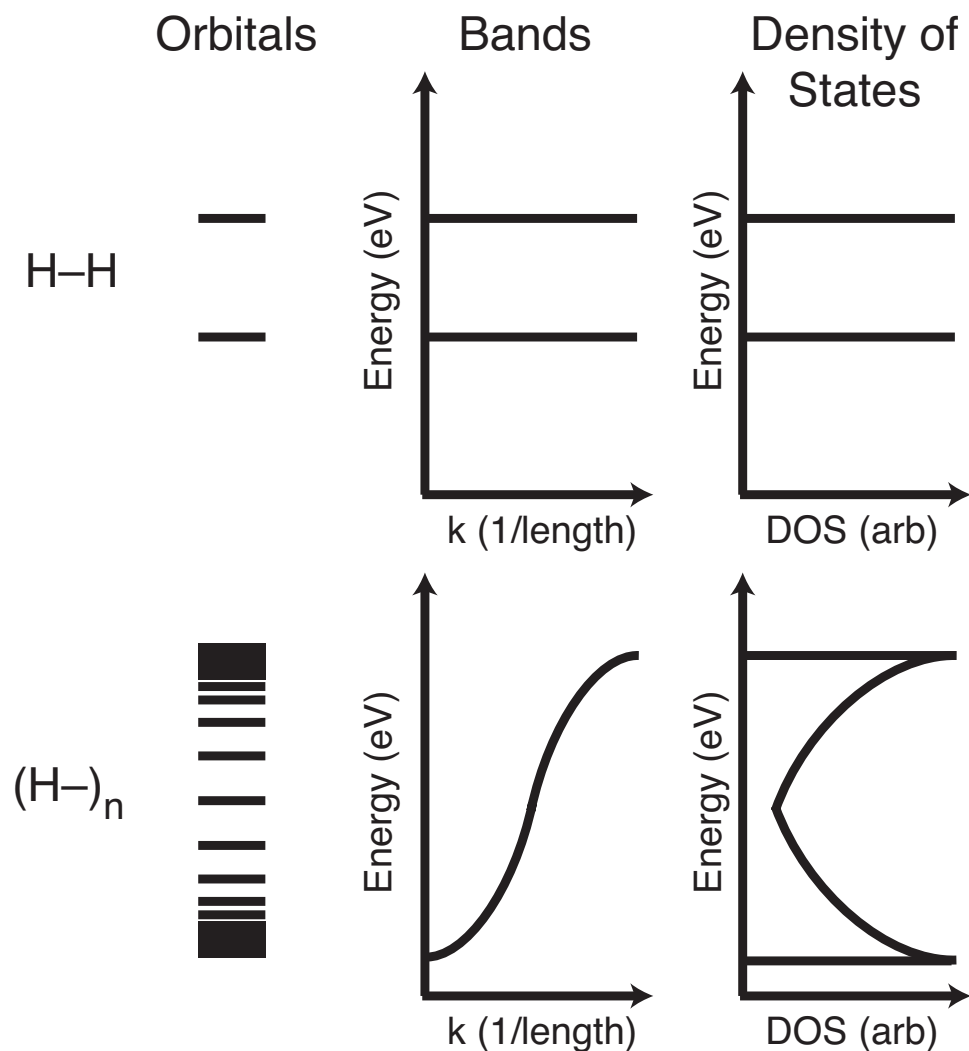 Orbitals
Bands
Density of
States
H–H
Energy (eV)
k (1/length)
Energy (eV)
DOS (arb)
(H–)n
Energy (eV)
k (1/length)
Energy (eV)
DOS (arb)